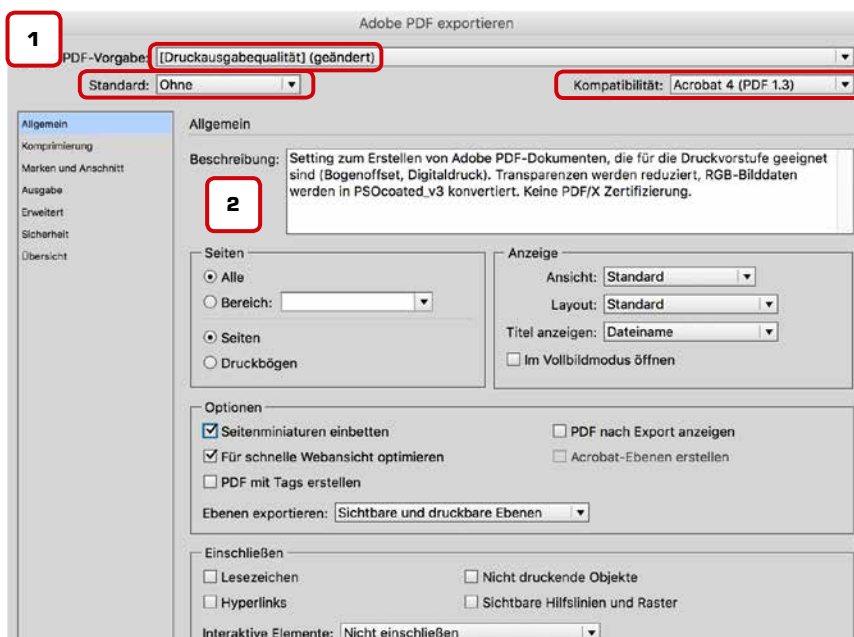 Adobe PDF exportieren
1
PDF-Vorgabe: [Druckausgabequalität] (geändert)
Standard: Ohne
Kompatibilität: Acrobat 4 (PDF 1.3)
Allgemein
Komprimierung
Marken und Anschnitt
Ausgabe
Erweitert
Sicherheit
Übersicht
Allgemein
Beschreibung: Setting zum Erstellen von Adobe PDF-Dokumenten, die für die Druckvorstufe geeignet
sind (Bogenoffset, Digitaldruck). Transparenzen werden reduziert, RGB-Bilddaten
werden in PSOcoated_v3 konvertiert. Keine PDF/X Zertifizierung.
2
Seiten
Alle
Bereich:
Seiten
Druckbögen
Anzeige
Ansicht: Standard
Layout: Standard
Titel anzeigen: Dateiname
Im Vollbildmodus öffnen
Optionen
Seitenminiaturen einbetten
PDF nach Export anzeigen
Für schnelle Webansicht optimieren
Acrobat-Ebenen erstellen
PDF mit Tags erstellen
Ebenen exportieren: Sichtbare und druckbare Ebenen
Einschließen
Lesezeichen
Nicht druckende Objekte
Hyperlinks
Sichtbare Hilfslinien und Raster
Interaktive Elemente: Nicht einschließen